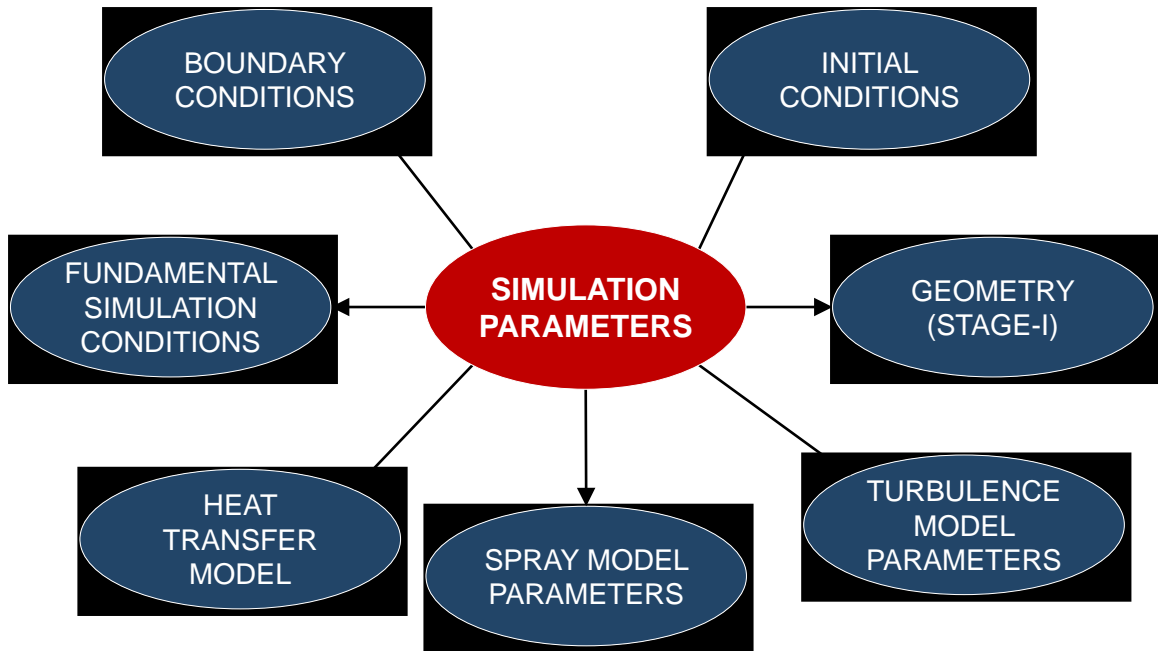 BOUNDARY
CONDITIONS
INITIAL
CONDITIONS
FUNDAMENTAL
SIMULATION
CONDITIONS
SIMULATION
PARAMETERS
GEOMETRY
(STAGE-I)
HEAT
TRANSFER
MODEL
SPRAY MODEL
PARAMETERS
TURBULENCE
MODEL
PARAMETERS